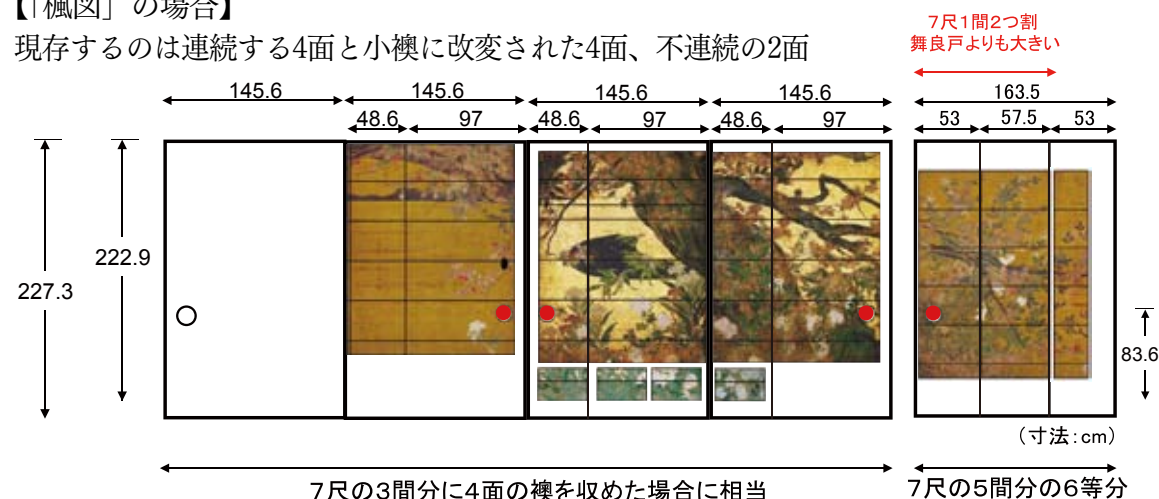 【「楓図」の場合】
現存するのは連続する4面と小襖に改変された4面、不連続の2面
7尺1間2つ割
舞良戸よりも大きい
145.6 145.6 145.6 145.6 163.5
48.6 97 48.6 97 48.6 97 53 57.5 53
222.9
227.3
83.6
(寸法:cm)
7尺の3間分に4面の襖を収めた場合に相当
7尺の5間分の6等分